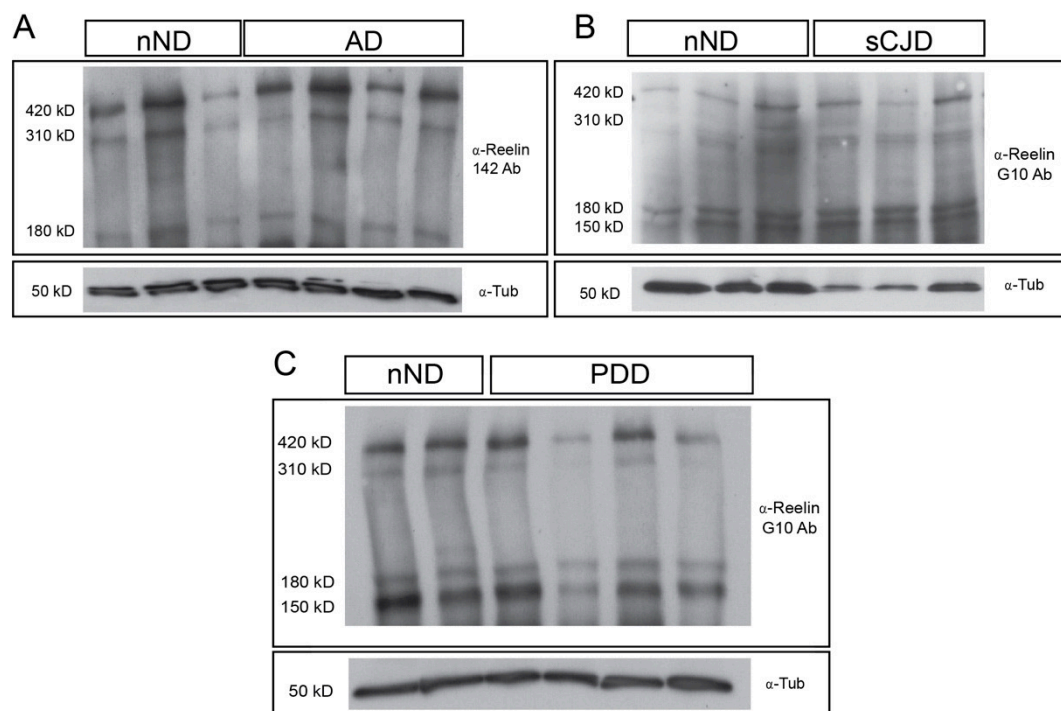 A
nND
AD
420 kD
310 kD
180 kD
α-Reelin
142 Ab
50 kD
α-Tub
B
nND
sCJD
420 kD
310 kD
180 kD
150 kD
α-Reelin
G10 Ab
50 kD
α-Tub
C
nND
PDD
420 kD
310 kD
180 kD
150 kD
α-Reelin
G10 Ab
50 kD
α-Tub